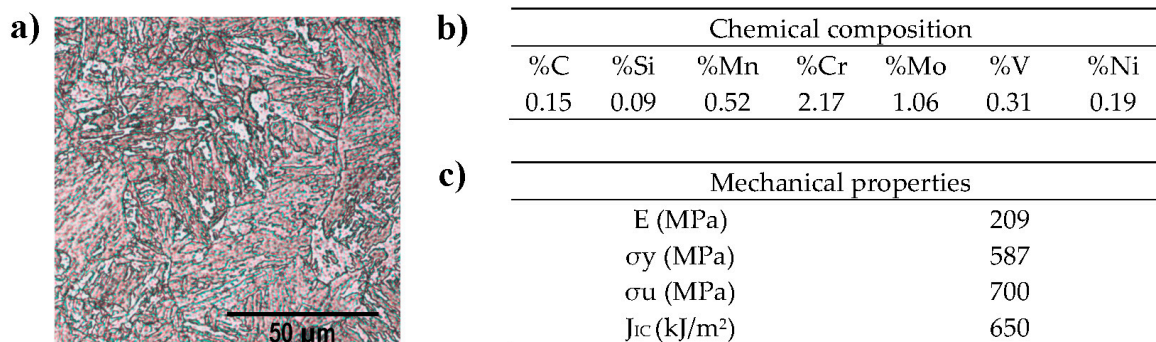 a)
50 µm
b)
Chemical composition
%C %Si %Mn %Cr %Mo %V %Ni
0.15 0.09 0.52 2.17 1.06 0.31 0.19
c)
Mechanical properties
E (MPa) 209
σy (MPa) 587
σu (MPa) 700
JIC (kJ/m²) 650